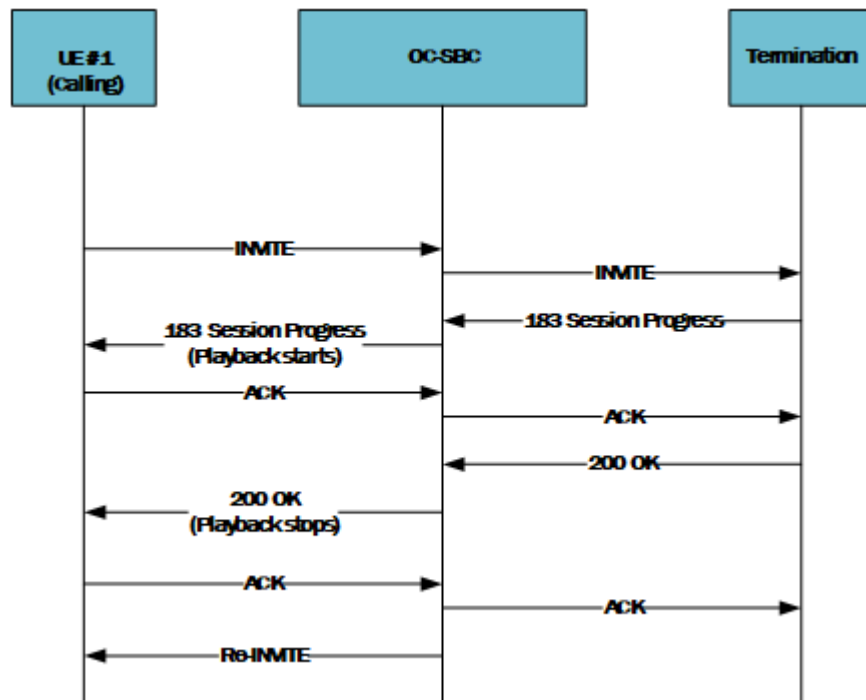 UE#1
(Calling)
OC-SBC
Termination
INVITE
INVITE
183 Session Progress
183 Session Progress
(Playback starts)
ACK
ACK
200 OK
200 OK
(Playback stops)
ACK
ACK
Re-INVITE